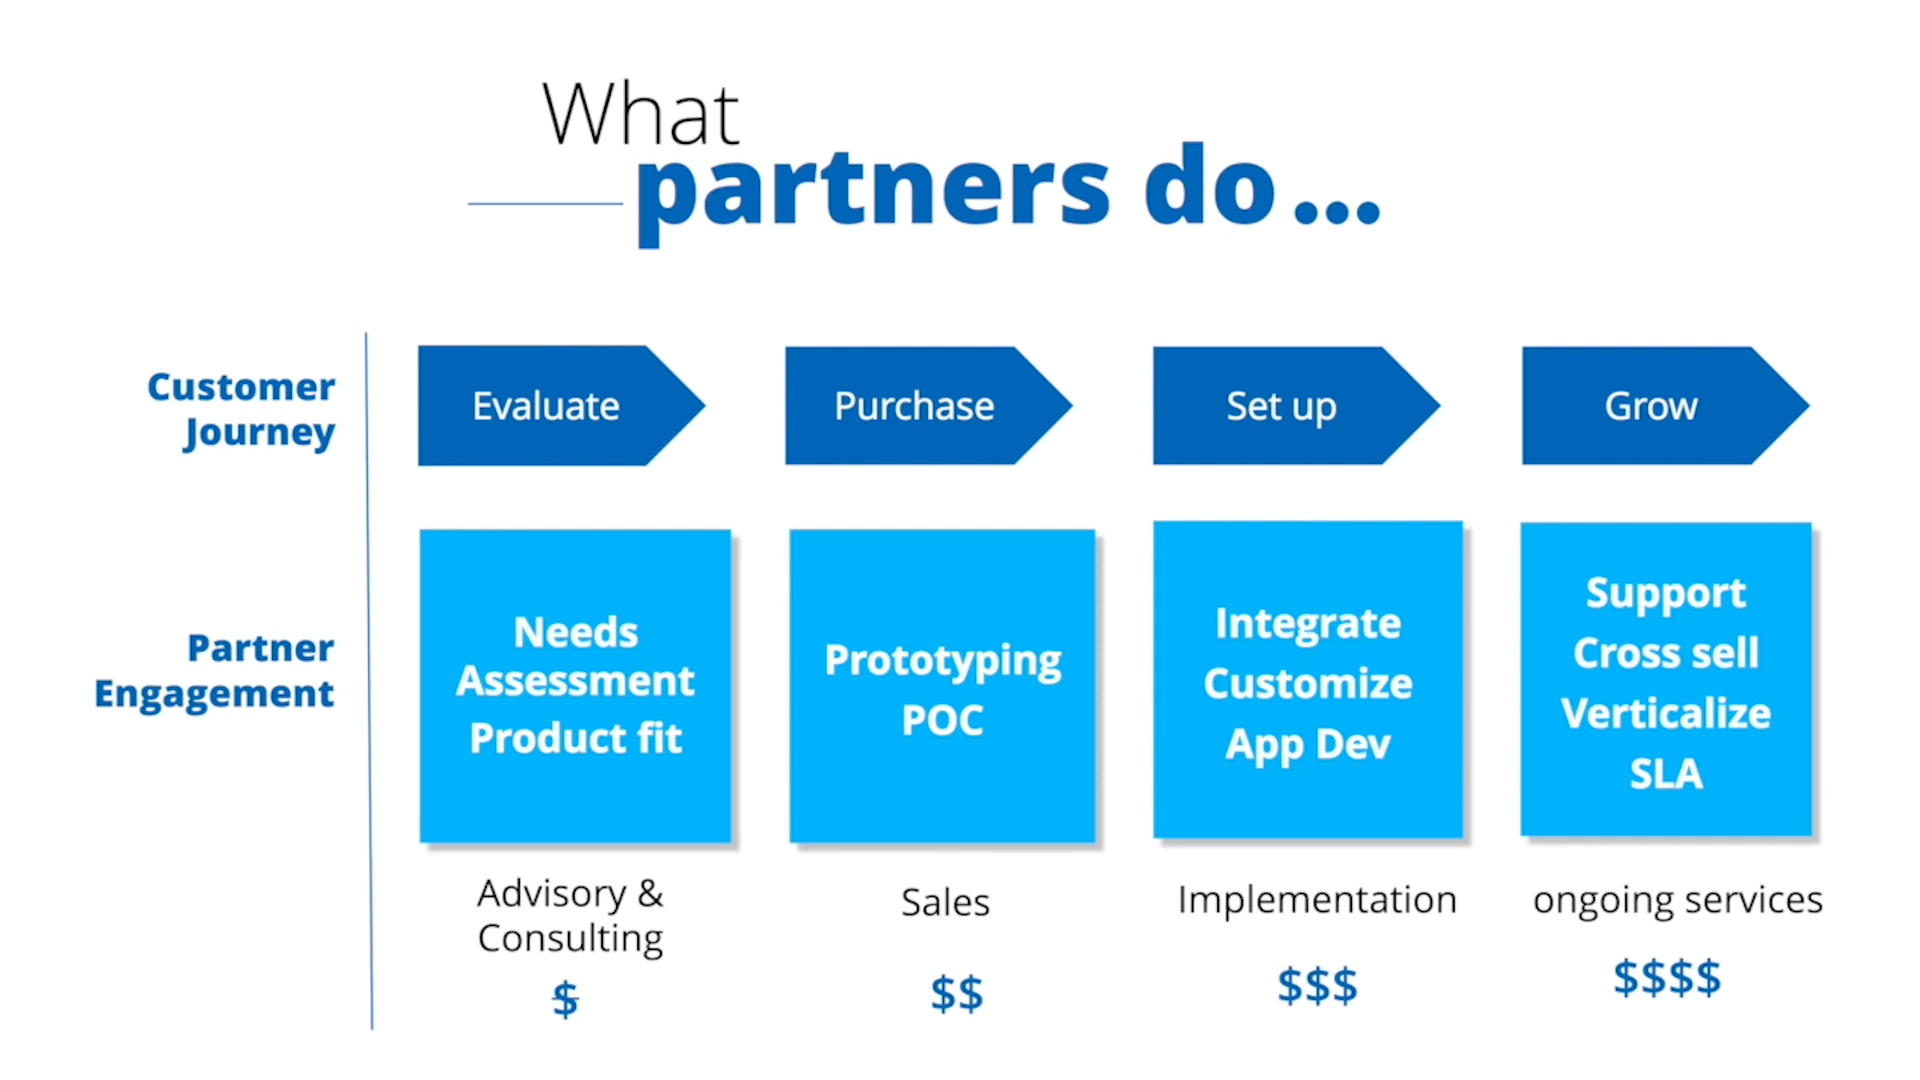 What
partners do...
Customer
Journey
Evaluate
Purchase
Set up
Grow
Partner
Engagement
Needs
Assessment
Product fit
Prototyping
POC
Integrate
Customize
App Dev
Support
Cross sell
Verticalize
SLA
Advisory &
Consulting
$
Sales
$$
Implementation
$$$
ongoing services
$$$$